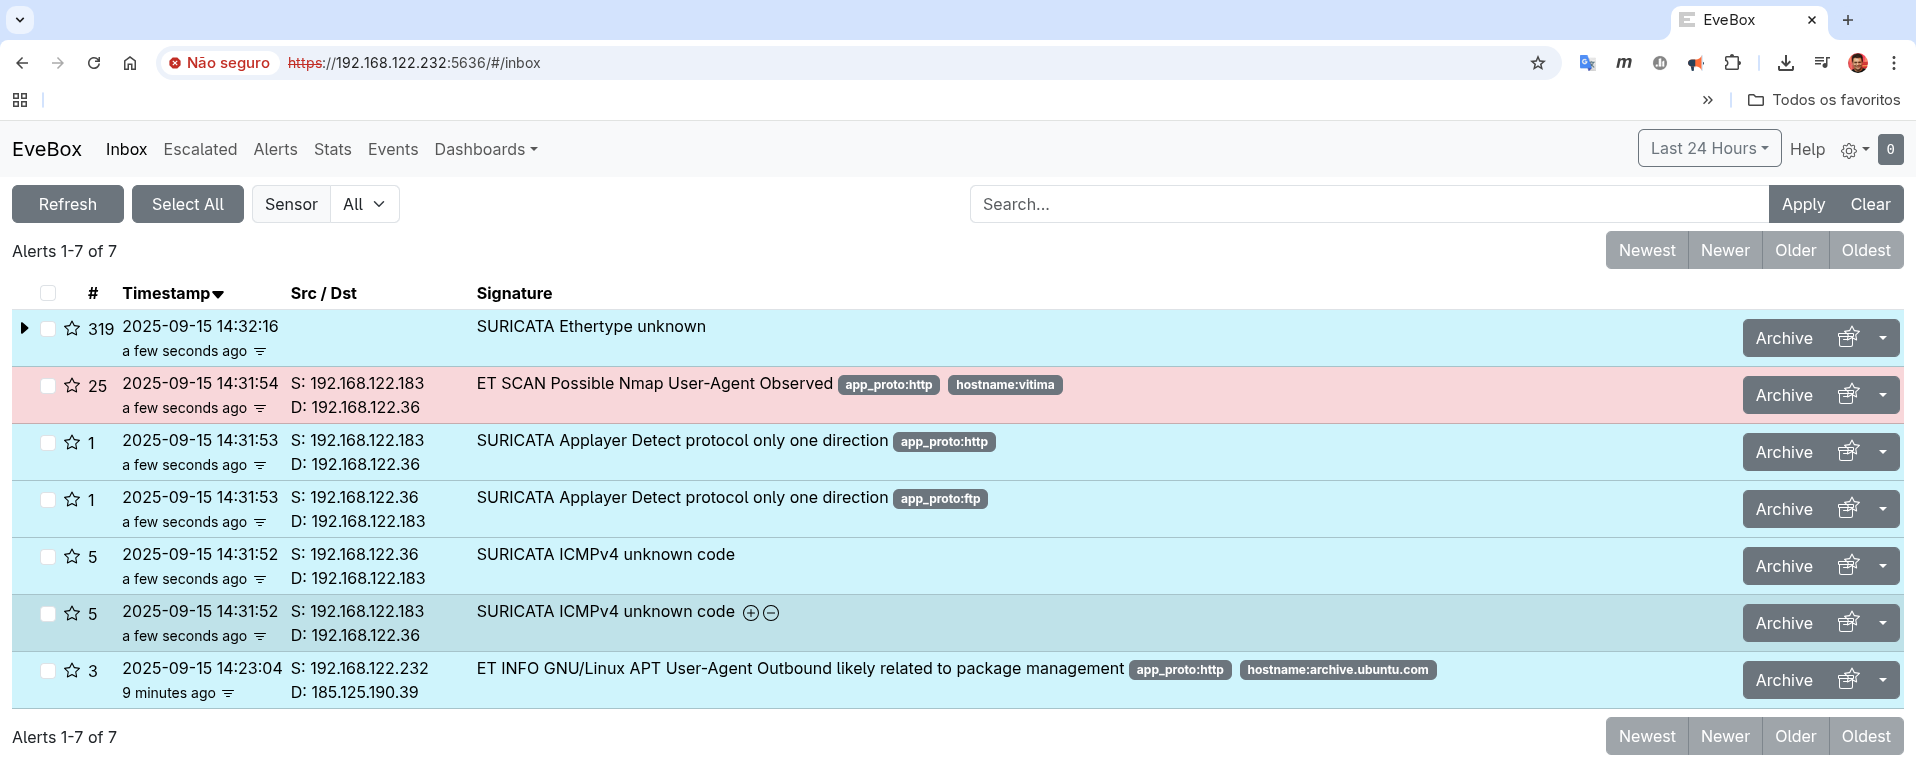 EveBox
Não seguro https://192.168.122.232:5636/#/inbox
Todos os favoritos
EveBox Inbox Escalated Alerts Stats Events Dashboards Last 24 Hours Help 0
Refresh Select All Sensor All Search... Apply Clear
Alerts 1-7 of 7 Newest Newer Older Oldest
# Timestamp Src / Dst Signature
319 2025-09-15 14:32:16 SURICATA Ethertype unknown Archive
a few seconds ago
25 2025-09-15 14:31:54 S: 192.168.122.183 ET SCAN Possible Nmap User-Agent Observed app_proto:http hostname:vitima Archive
a few seconds ago D: 192.168.122.36
1 2025-09-15 14:31:53 S: 192.168.122.183 SURICATA Applayer Detect protocol only one direction app_proto:http Archive
a few seconds ago D: 192.168.122.36
1 2025-09-15 14:31:53 S: 192.168.122.36 SURICATA Applayer Detect protocol only one direction app_proto:ftp Archive
a few seconds ago D: 192.168.122.183
5 2025-09-15 14:31:52 S: 192.168.122.36 SURICATA ICMPv4 unknown code Archive
a few seconds ago D: 192.168.122.183
5 2025-09-15 14:31:52 S: 192.168.122.183 SURICATA ICMPv4 unknown code Archive
a few seconds ago D: 192.168.122.36
3 2025-09-15 14:23:04 S: 192.168.122.232 ET INFO GNU/Linux APT User-Agent Outbound likely related to package management app_proto:http hostname:archive.ubuntu.com Archive
9 minutes ago D: 185.125.190.39
Alerts 1-7 of 7 Newest Newer Older Oldest